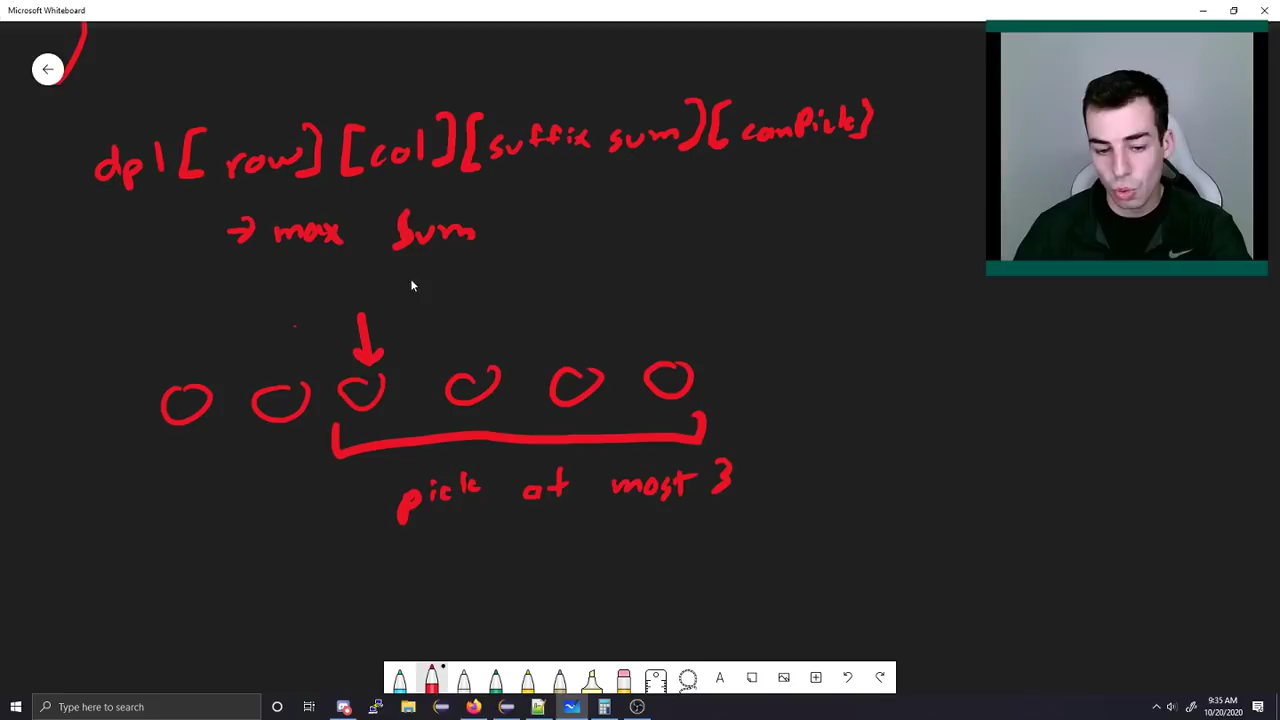 Microsoft Whiteboard
dp1[row][col][suffix sum][canPick]
→ max sum
pick at most 3
A
Type here to search
9:35 AM
10/20/2020